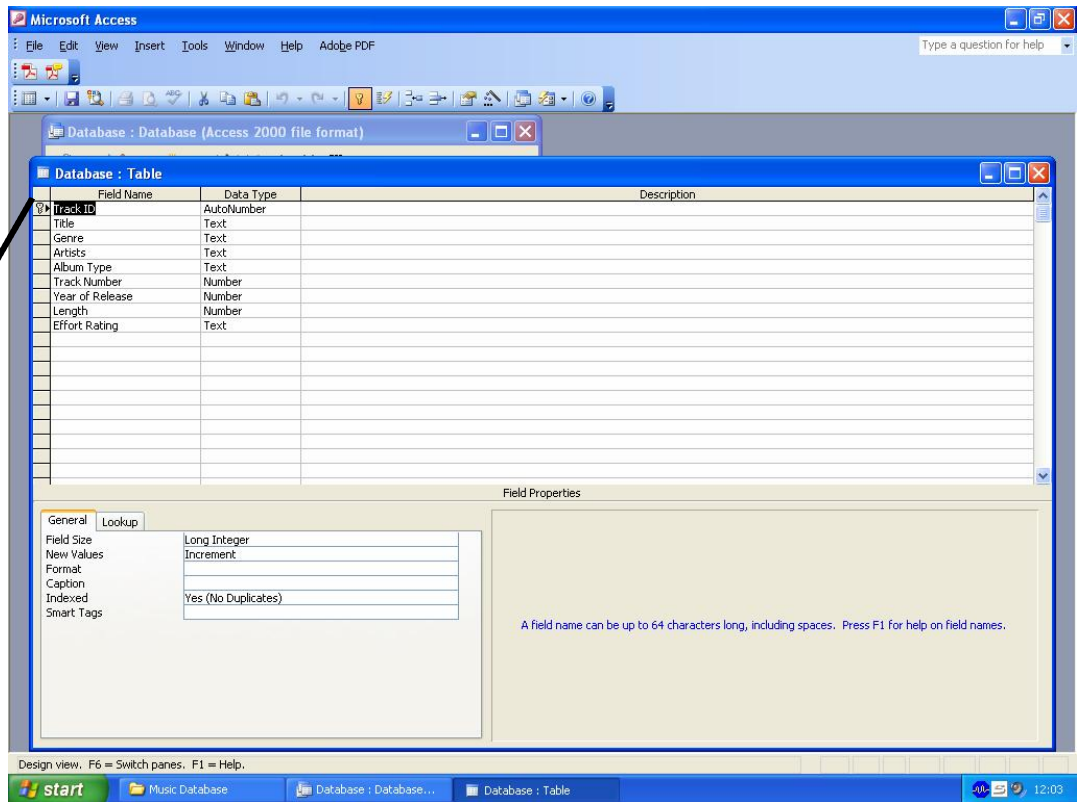 Microsoft Access
File Edit View Insert Tools Window Help Adobe PDF Type a question for help
Database : Database (Access 2000 file format)
Database : Table
Field Name Data Type Description
Track ID AutoNumber
Title Text
Genre Text
Artists Text
Album Type Text
Track Number Number
Year of Release Number
Length Number
Effort Rating Text
Field Properties
General Lookup
Field Size Long Integer
New Values Increment
Format
Caption
Indexed Yes (No Duplicates)
Smart Tags
A field name can be up to 64 characters long, including spaces. Press F1 for help on field names.
Design view. F6 = Switch panes. F1 = Help.
start Music Database Database : Database... Database : Table 12:03